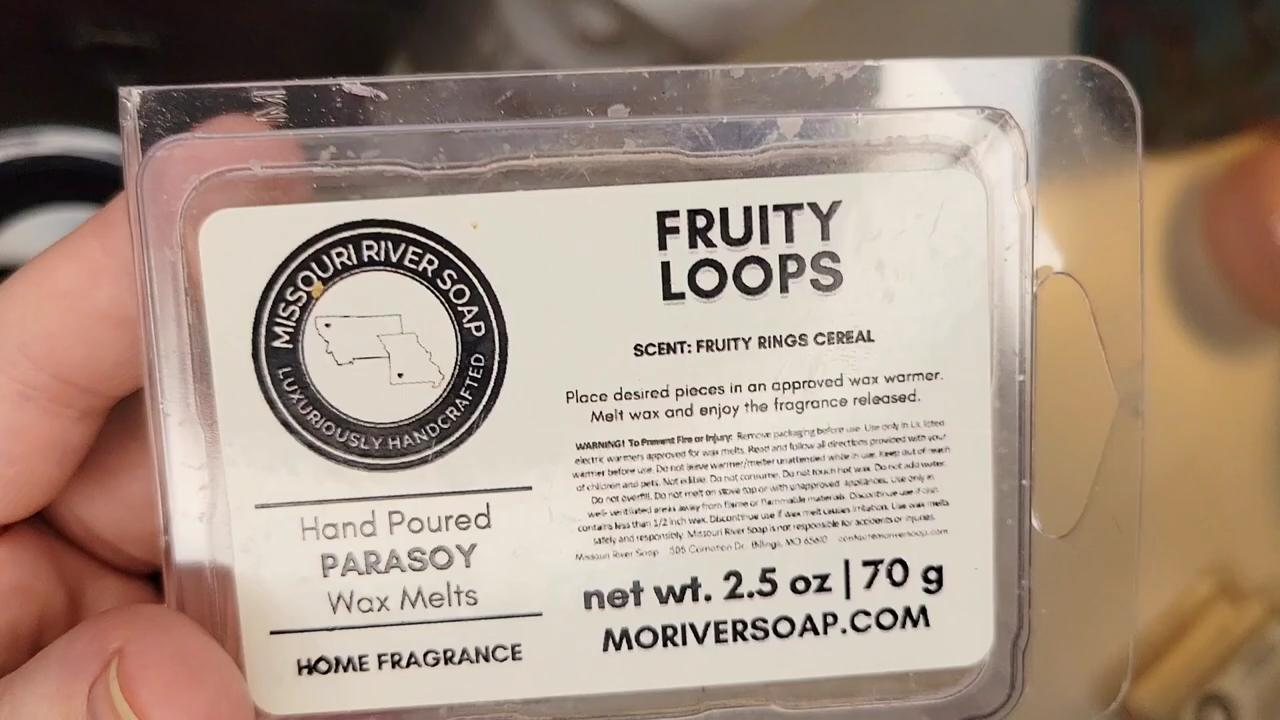 MISSOURI RIVER SOAP
LUXURIOUSLY HANDCRAFTED
Hand Poured
PARASOY
Wax Melts
HOME FRAGRANCE
FRUITY
LOOPS
SCENT: FRUITY RINGS CEREAL
Place desired pieces in an approved wax warmer.
Melt wax and enjoy the fragrance released.
WARNING! To Prevent Fire or Injury: Remove packaging before use. Use only in listed
electric warmers approved for wax melts. Read and follow all directions provided with your
warmer before use. Do not leave warmer/melter unattended while in use. Keep out of reach
of children and pets. Not edible. Do not consume. Do not touch hot wax. Do not add water.
Do not overfill. Do not melt on stove top or with unapproved appliances. Use only in
well-ventilated areas away from flame or flammable materials. Discontinue use if dish
contains less than 1/2 inch wax. Discontinue use if wax melt causes irritation. Use wax melts
safely and responsibly. Missouri River Soap is not responsible for accidents or injuries.
Missouri River Soap 505 Dr. Billings, MO 65610
net wt. 2.5 oz | 70 g
MORIVERSOAP.COM